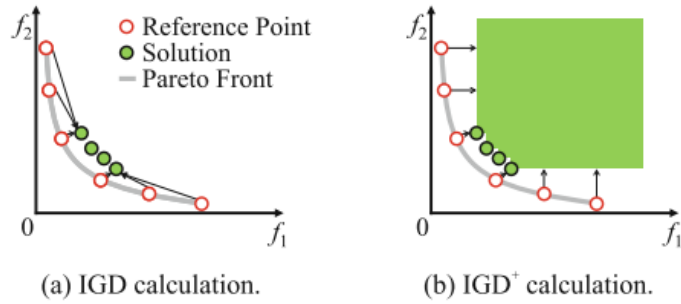 f2
Reference Point
Solution
Pareto Front
0
f1
(a) IGD calculation.
f2
0
f1
(b) IGD+ calculation.